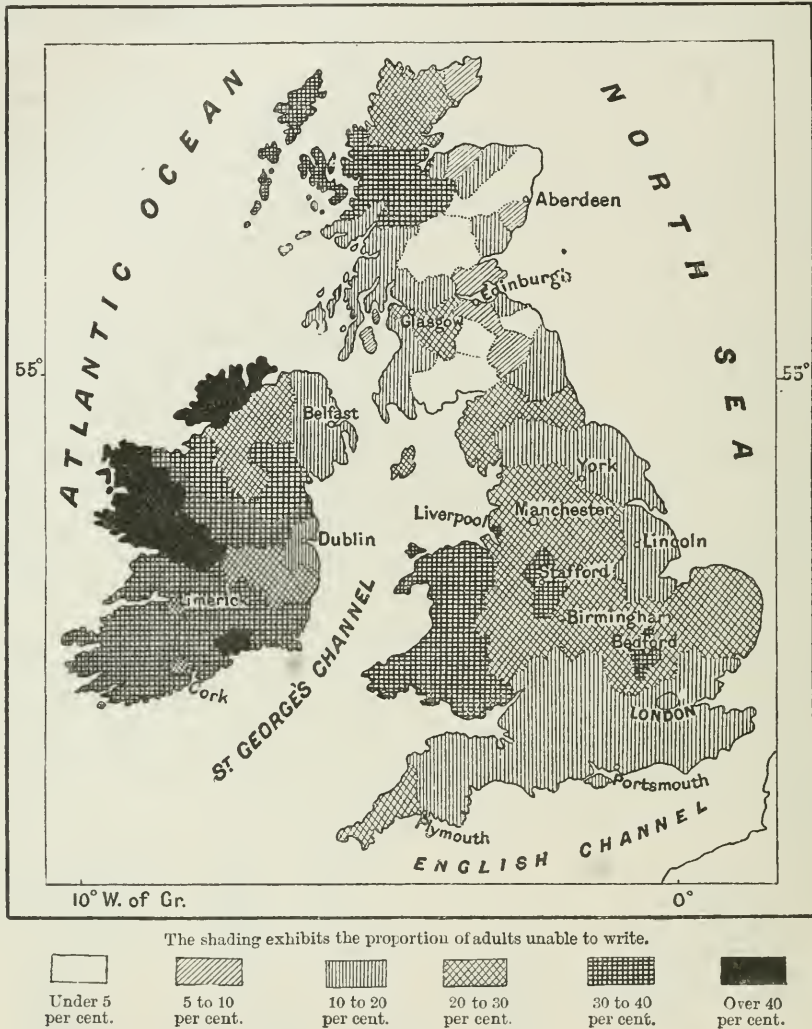 ATLANTIC OCEAN
NORTH SEA
Aberdeen
Edinburgh
Glasgow
55°
55°
Belfast
York
Liverpool
Manchester
Dublin
Lincoln
Stafford
Limeric
Birmingham
Bedford
Cork
ST GEORGE'S CHANNEL
LONDON
Portsmouth
Plymouth
ENGLISH CHANNEL
10° W. of Gr.
0°
The shading exhibits the proportion of adults unable to write.
Under 5 per cent.
5 to 10 per cent.
10 to 20 per cent.
20 to 30 per cent.
30 to 40 per cent.
Over 40 per cent.